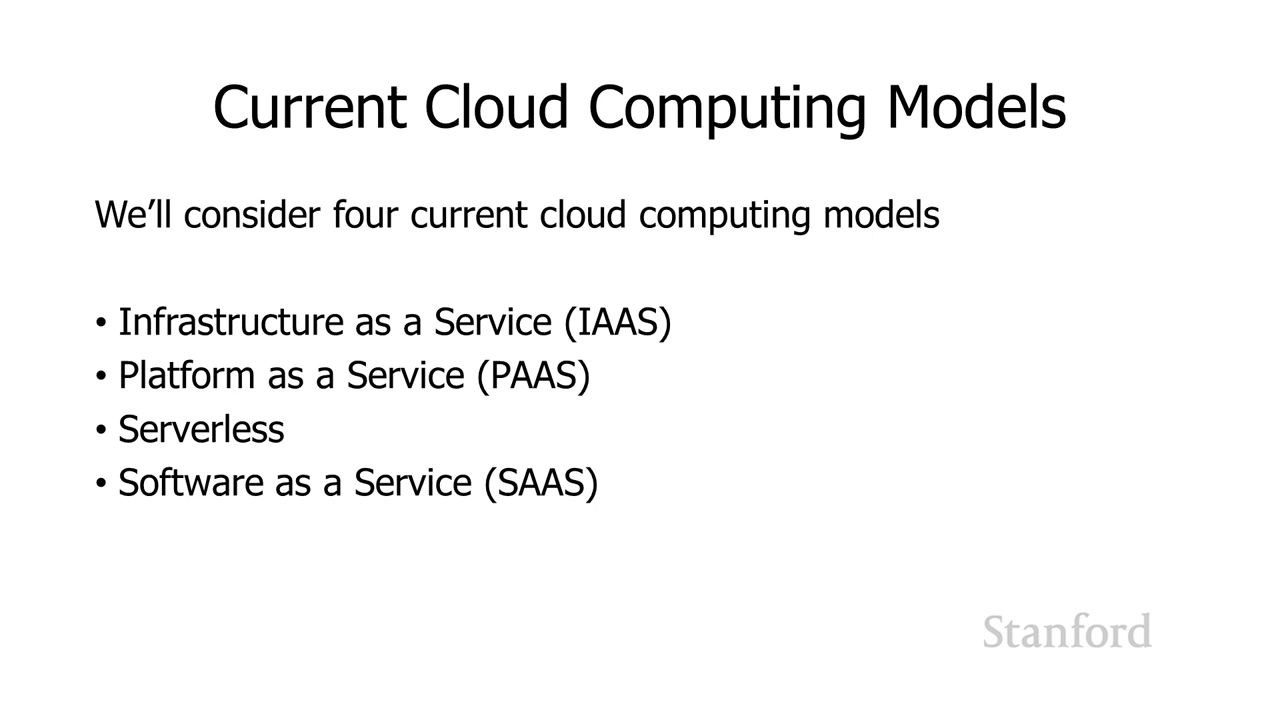 Current Cloud Computing Models
We’ll consider four current cloud computing models
• Infrastructure as a Service (IAAS)
• Platform as a Service (PAAS)
• Serverless
• Software as a Service (SAAS)
Stanford